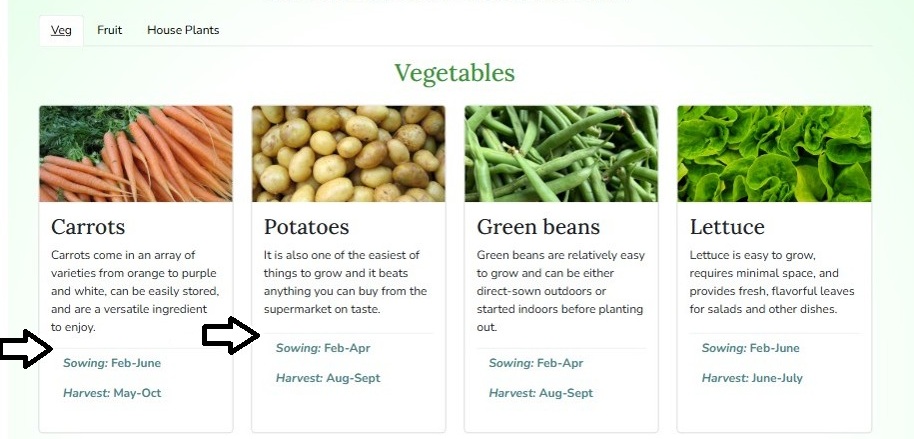 Veg
Fruit
House Plants
Vegetables
Carrots
Carrots come in an array of
varieties from orange to purple
and white, can be easily stored,
and are a versatile ingredient
to enjoy.
Sowing: Feb-June
Harvest: May-Oct
Potatoes
It is also one of the easiest of
things to grow and it beats
anything you can buy from the
supermarket on taste.
Sowing: Feb-Apr
Harvest: Aug-Sept
Green beans
Green beans are relatively easy
to grow and can be either
direct-sown outdoors or
started indoors before planting
out.
Sowing: Feb-Apr
Harvest: Aug-Sept
Lettuce
Lettuce is easy to grow,
requires minimal space, and
provides fresh, flavorful leaves
for salads and other dishes.
Sowing: Feb-June
Harvest: June-July